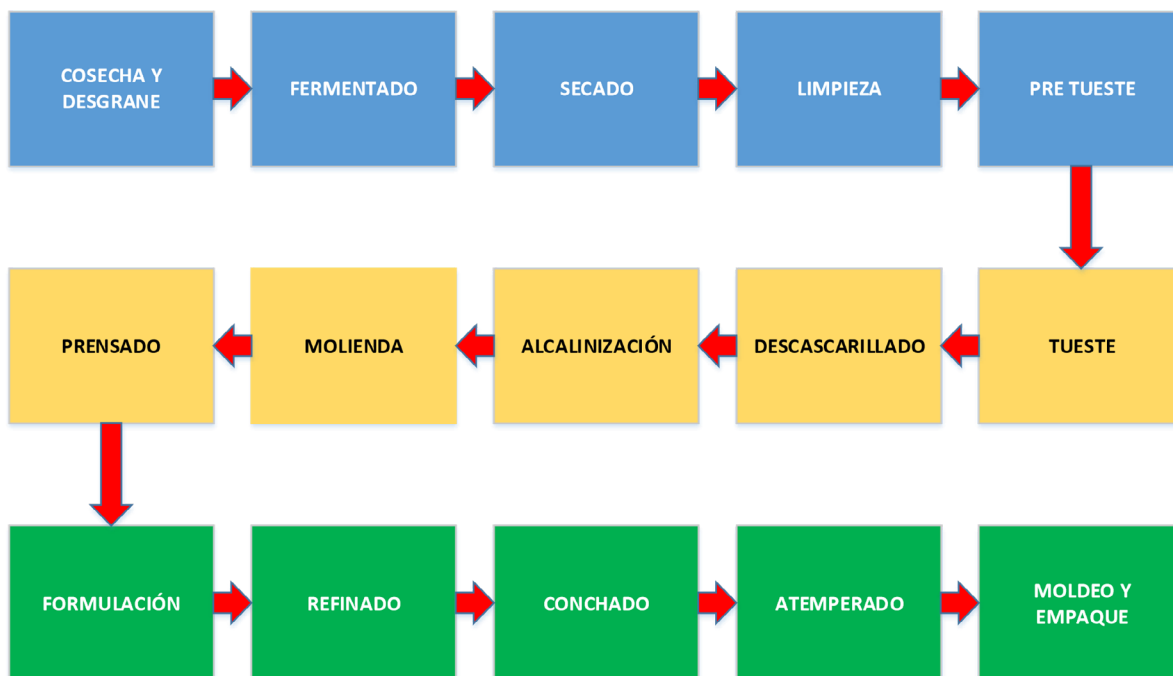 COSECHA Y
DESGRANE
FERMENTADO
SECADO
LIMPIEZA
PRE TUESTE
TUESTE
DESCASCARILLADO
ALCALINIZACIÓN
MOLIENDA
PRENSADO
FORMULACIÓN
REFINADO
CONCHADO
ATEMPERADO
MOLDEO Y
EMPAQUE